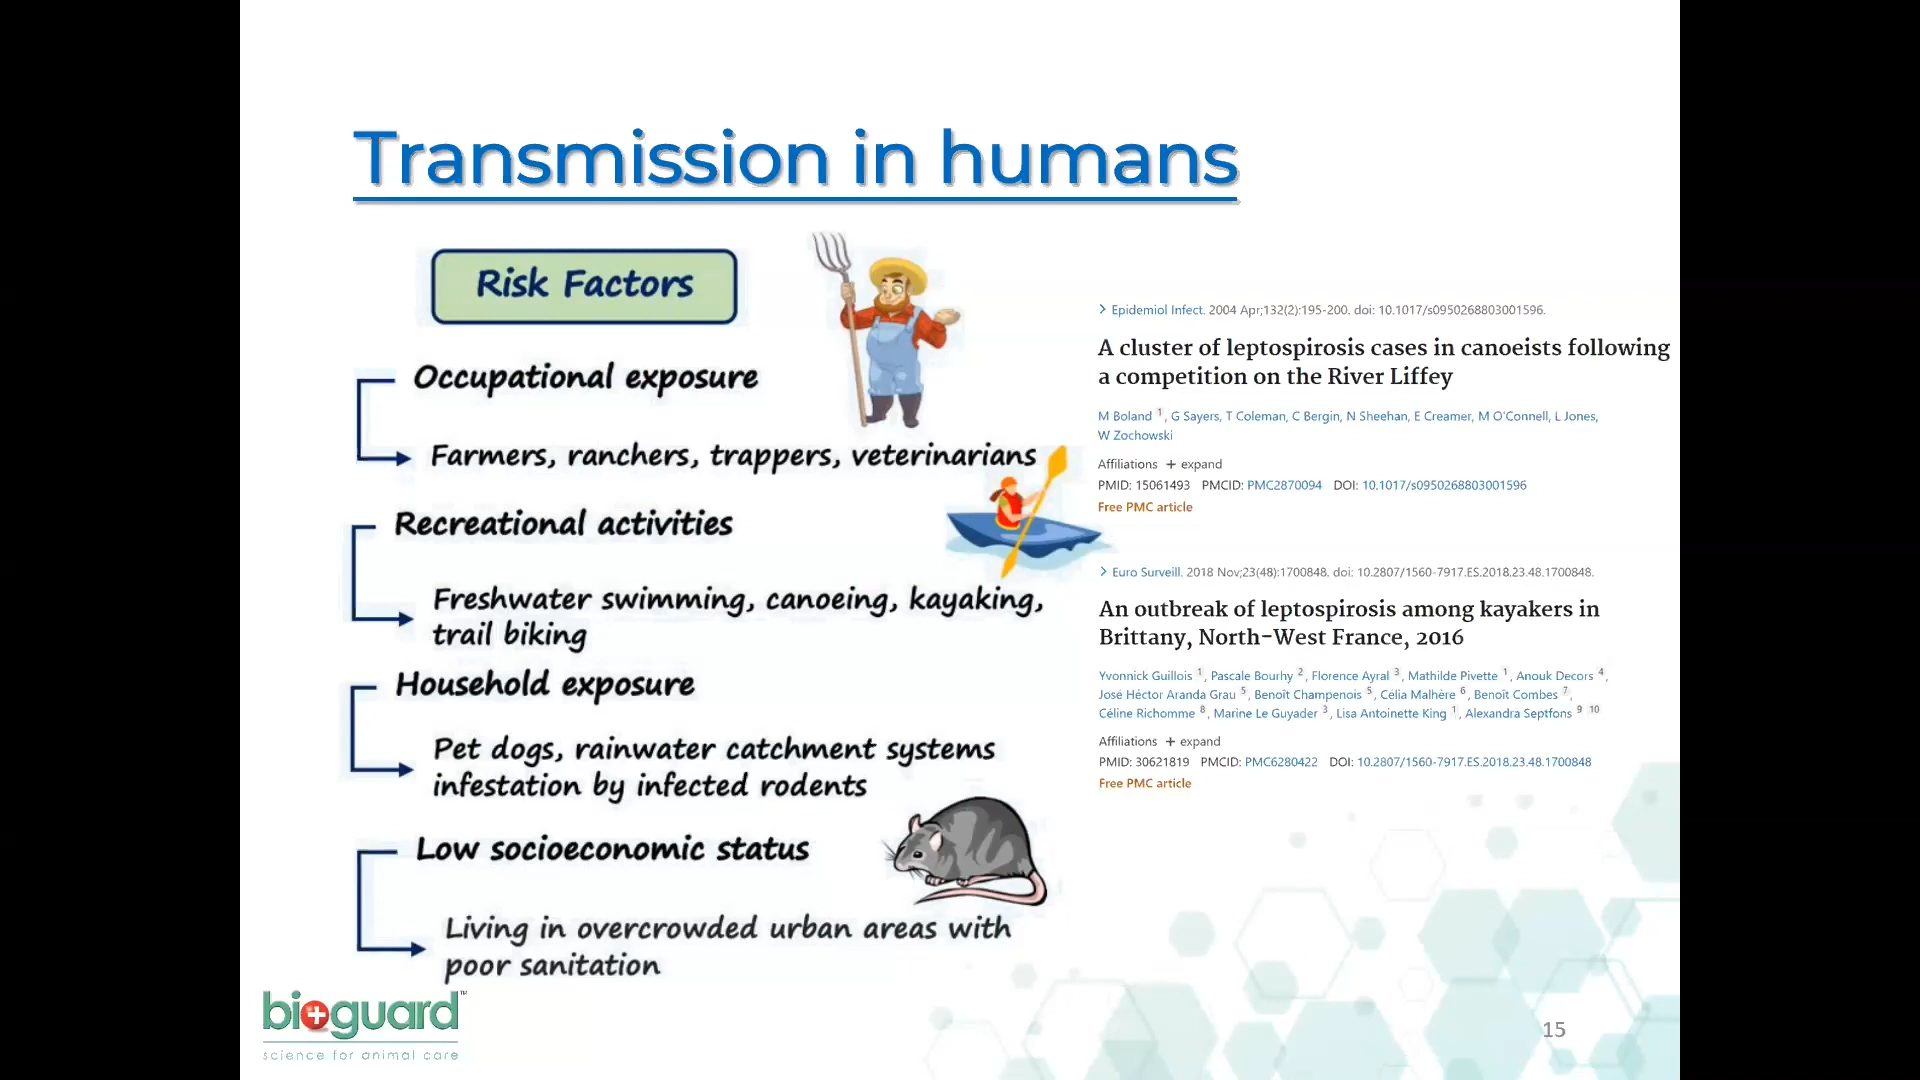 Transmission in humans
Risk Factors
Occupational exposure
Farmers, ranchers, trappers, veterinarians
Recreational activities
Freshwater swimming, canoeing, kayaking,
trail biking
Household exposure
Pet dogs, rainwater catchment systems
infestation by infected rodents
Low socioeconomic status
Living in overcrowded urban areas with
poor sanitation
> Epidemiol Infect. 2004 Apr;132(2):195-200. doi: 10.1017/s0950268803001596.
A cluster of leptospirosis cases in canoeists following
a competition on the River Liffey
M Boland 1, G Sayers, T Coleman, C Bergin, N Sheehan, E Creamer, M O'Connell, L Jones,
W Zochowski
Affiliations + expand
PMID: 15061493 PMCID: PMC2870094 DOI: 10.1017/s0950268803001596
Free PMC article
> Euro Surveill. 2018 Nov;23(48):1700848. doi: 10.2807/1560-7917.ES.2018.23.48.1700848.
An outbreak of leptospirosis among kayakers in
Brittany, North-West France, 2016
Yvonnick Guillois 1, Pascale Bourhy 2, Florence Ayral 3, Mathilde Pivette 1, Anouk Decors 4,
José Héctor Aranda Grau 5, Benoît Champenois 5, Célia Malhère 6, Benoît Combes 7,
Céline Richomme 8, Marine Le Guyader 3, Lisa Antoinette King 1, Alexandra Septfons 9 10
Affiliations + expand
PMID: 30621819 PMCID: PMC6280422 DOI: 10.2807/1560-7917.ES.2018.23.48.1700848
Free PMC article
bioguard™
science for animal care
15